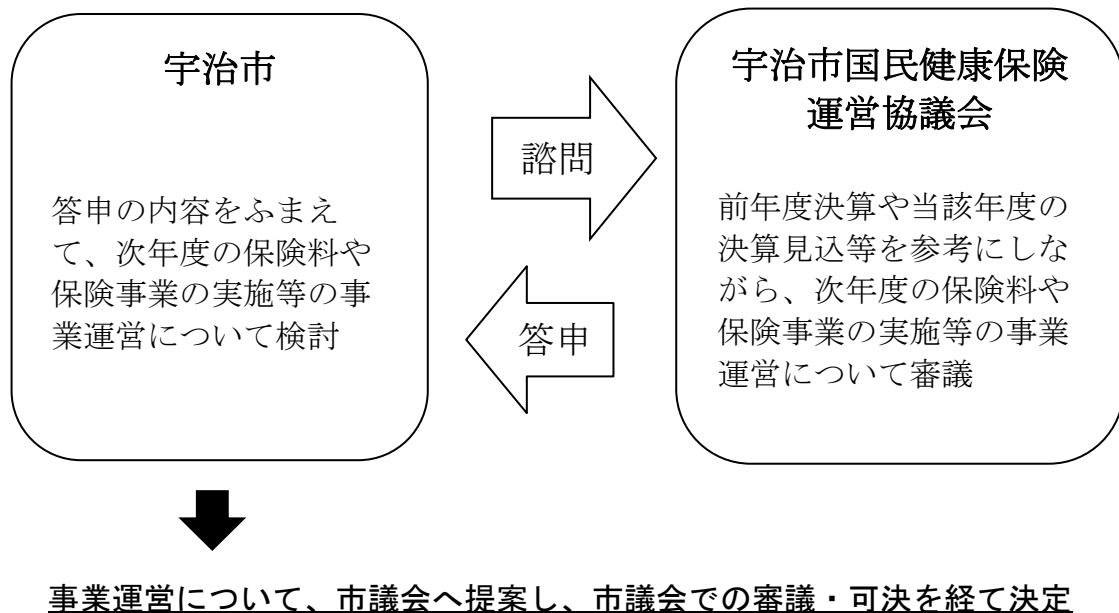 宇治市
答申の内容をふまえ
て、次年度の保険料や
保険事業の実施等の事
業運営について検討
諮問
答申
宇治市国民健康保険
運営協議会
前年度決算や当該年度の
決算見込等を参考にしな
がら、次年度の保険料や
保険事業の実施等の事業
運営について審議
事業運営について、市議会へ提案し、市議会での審議・可決を経て決定